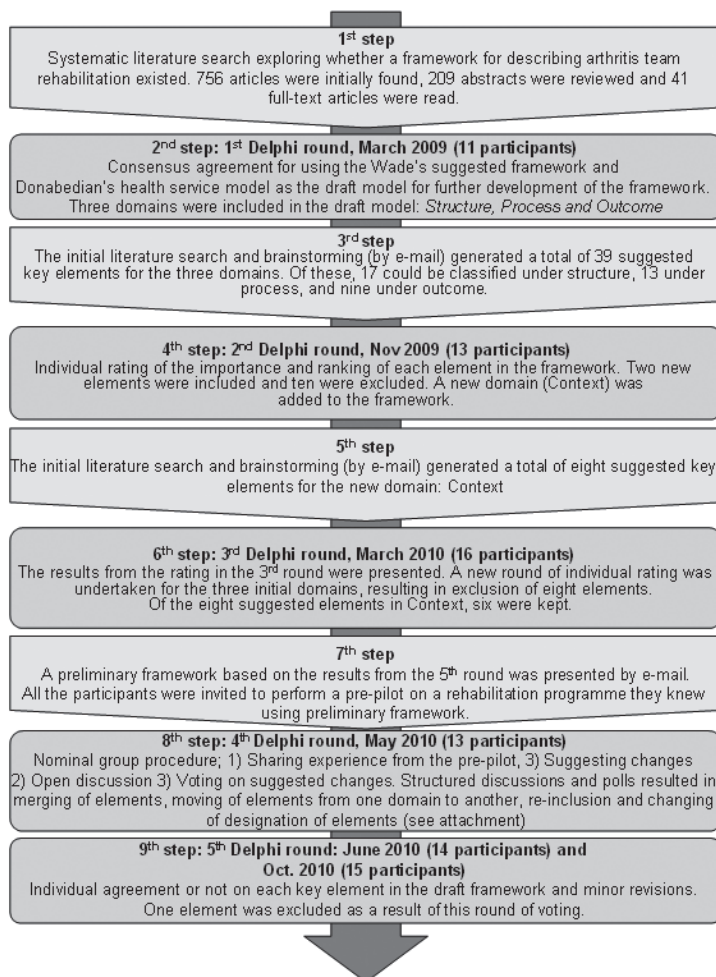 1st step
Systematic literature search exploring whether a framework for describing arthritis team
rehabilitation existed. 756 articles were initially found, 209 abstracts were reviewed and 41
full-text articles were read.
2nd step: 1st Delphi round, March 2009 (11 participants)
Consensus agreement for using the Wade's suggested framework and
Donabedian's health service model as the draft model for further development of the framework.
Three domains were included in the draft model: Structure, Process and Outcome
3rd step
The initial literature search and brainstorming (by e-mail) generated a total of 39 suggested
key elements for the three domains. Of these, 17 could be classified under structure, 13 under
process, and nine under outcome.
4th step: 2nd Delphi round, Nov 2009 (13 participants)
Individual rating of the importance and ranking of each element in the framework. Two new
elements were included and ten were excluded. A new domain (Context) was
added to the framework.
5th step
The initial literature search and brainstorming (by e-mail) generated a total of eight suggested key
elements for the new domain: Context
6th step: 3rd Delphi round, March 2010 (16 participants)
The results from the rating in the 3rd round were presented. A new round of individual rating was
undertaken for the three initial domains, resulting in exclusion of eight elements.
Of the eight suggested elements in Context, six were kept.
7th step
A preliminary framework based on the results from the 5th round was presented by e-mail.
All the participants were invited to perform a pre-pilot on a rehabilitation programme they knew
using preliminary framework.
8th step: 4th Delphi round, May 2010 (13 participants)
Nominal group procedure; 1) Sharing experience from the pre-pilot, 3) Suggesting changes
2) Open discussion 3) Voting on suggested changes. Structured discussions and polls resulted in
merging of elements, moving of elements from one domain to another, re-inclusion and changing
of designation of elements (see attachment)
9th step: 5th Delphi round: June 2010 (14 participants) and
Oct. 2010 (15 participants)
Individual agreement or not on each key element in the draft framework and minor revisions.
One element was excluded as a result of this round of voting.